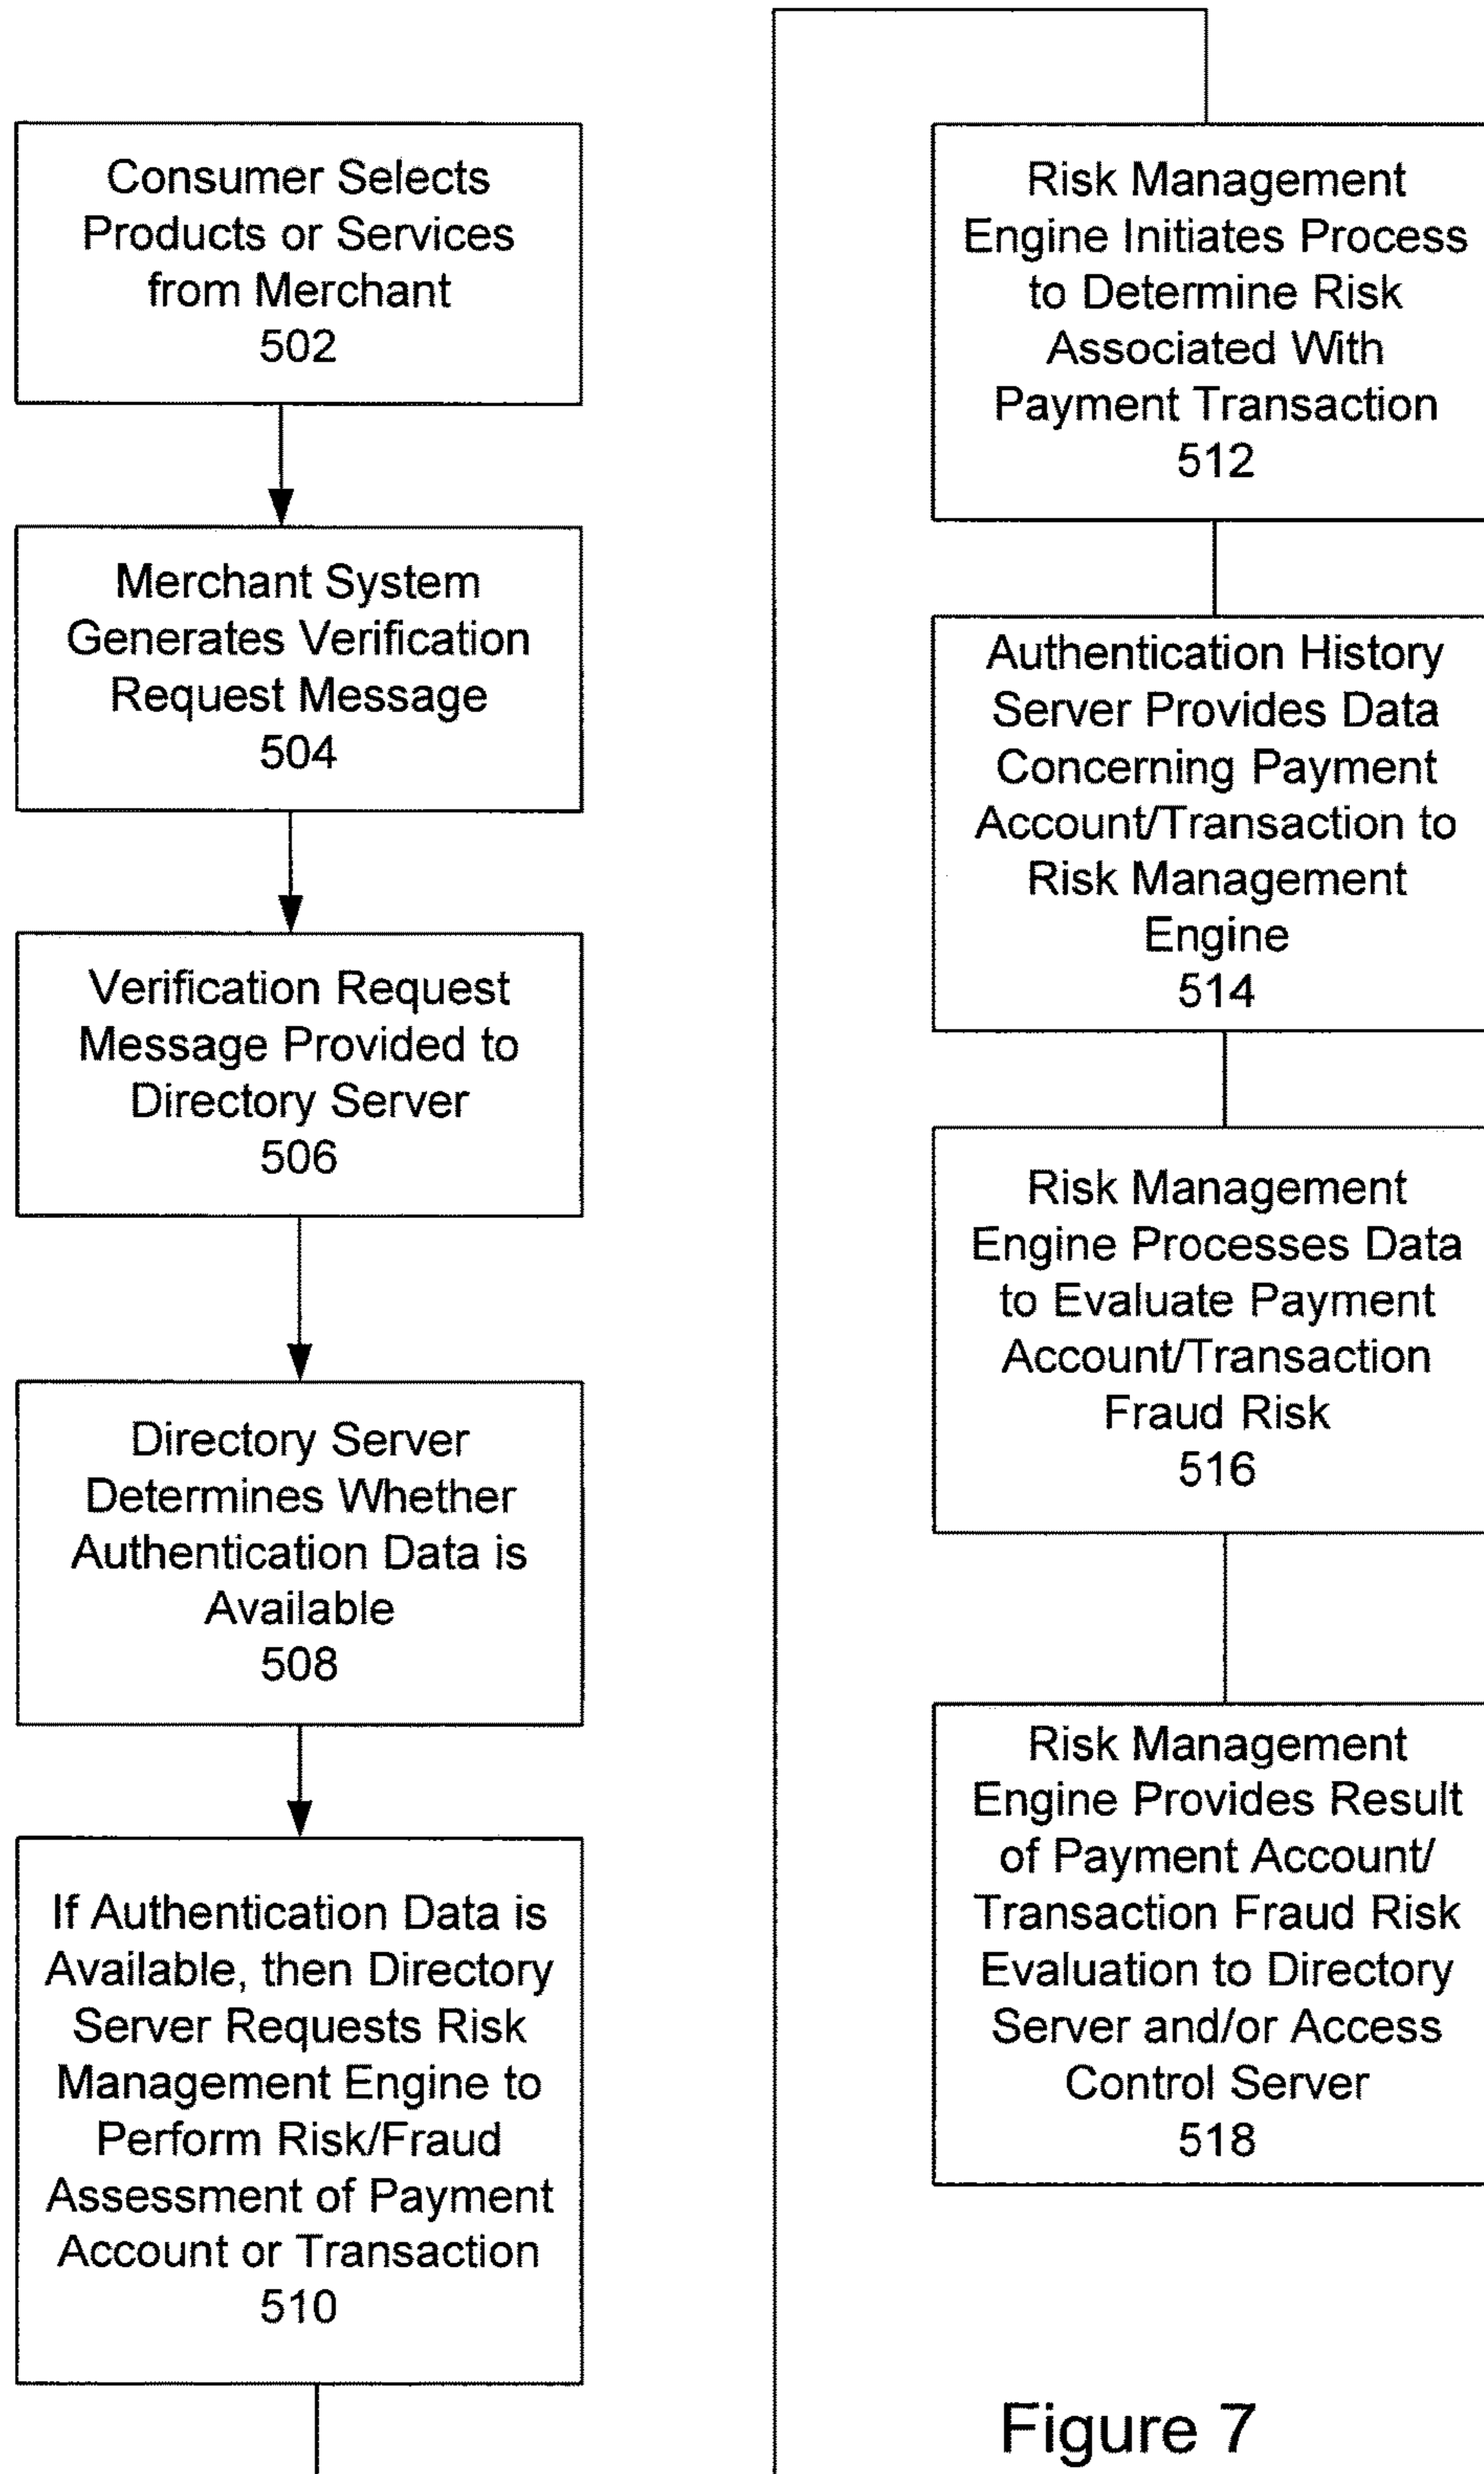 Consumer Selects
Products or Services
from Merchant
502
Merchant System
Generates Verification
Request Message
504
Verification Request
Message Provided to
Directory Server
506
Directory Server
Determines Whether
Authentication Data is
Available
508
If Authentication Data is
Available, then Directory
Server Requests Risk
Management Engine to
Perform Risk/Fraud
Assessment of Payment
Account or Transaction
510
Risk Management
Engine Initiates Process
to Determine Risk
Associated With
Payment Transaction
512
Authentication History
Server Provides Data
Concerning Payment
Account/Transaction to
Risk Management
Engine
514
Risk Management
Engine Processes Data
to Evaluate Payment
Account/Transaction
Fraud Risk
516
Risk Management
Engine Provides Result
of Payment Account/
Transaction Fraud Risk
Evaluation to Directory
Server and/or Access
Control Server
518
Figure 7